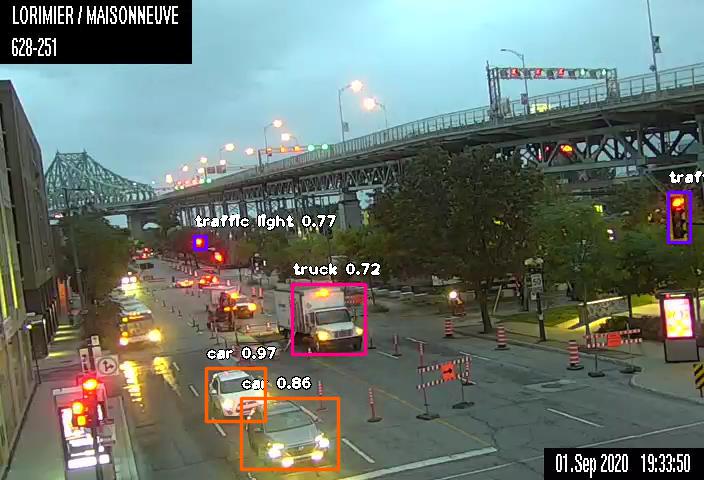 LORIMIER / MAISONNEUVE
628-251
traf
traffic light 0.77
truck 0.72
car 0.97
car 0.86
01.Sep 2020 19:33:50